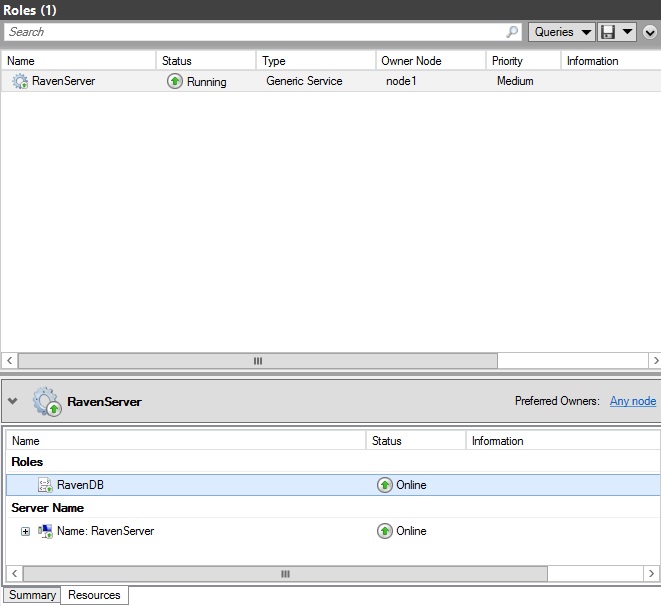 Roles (1)
Search Queries
Name Status Type Owner Node Priority Information
RavenServer Running Generic Service node1 Medium
RavenServer Preferred Owners: Any node
Name Status Information
Roles
RavenDB Online
Server Name
Name: RavenServer Online
Summary Resources